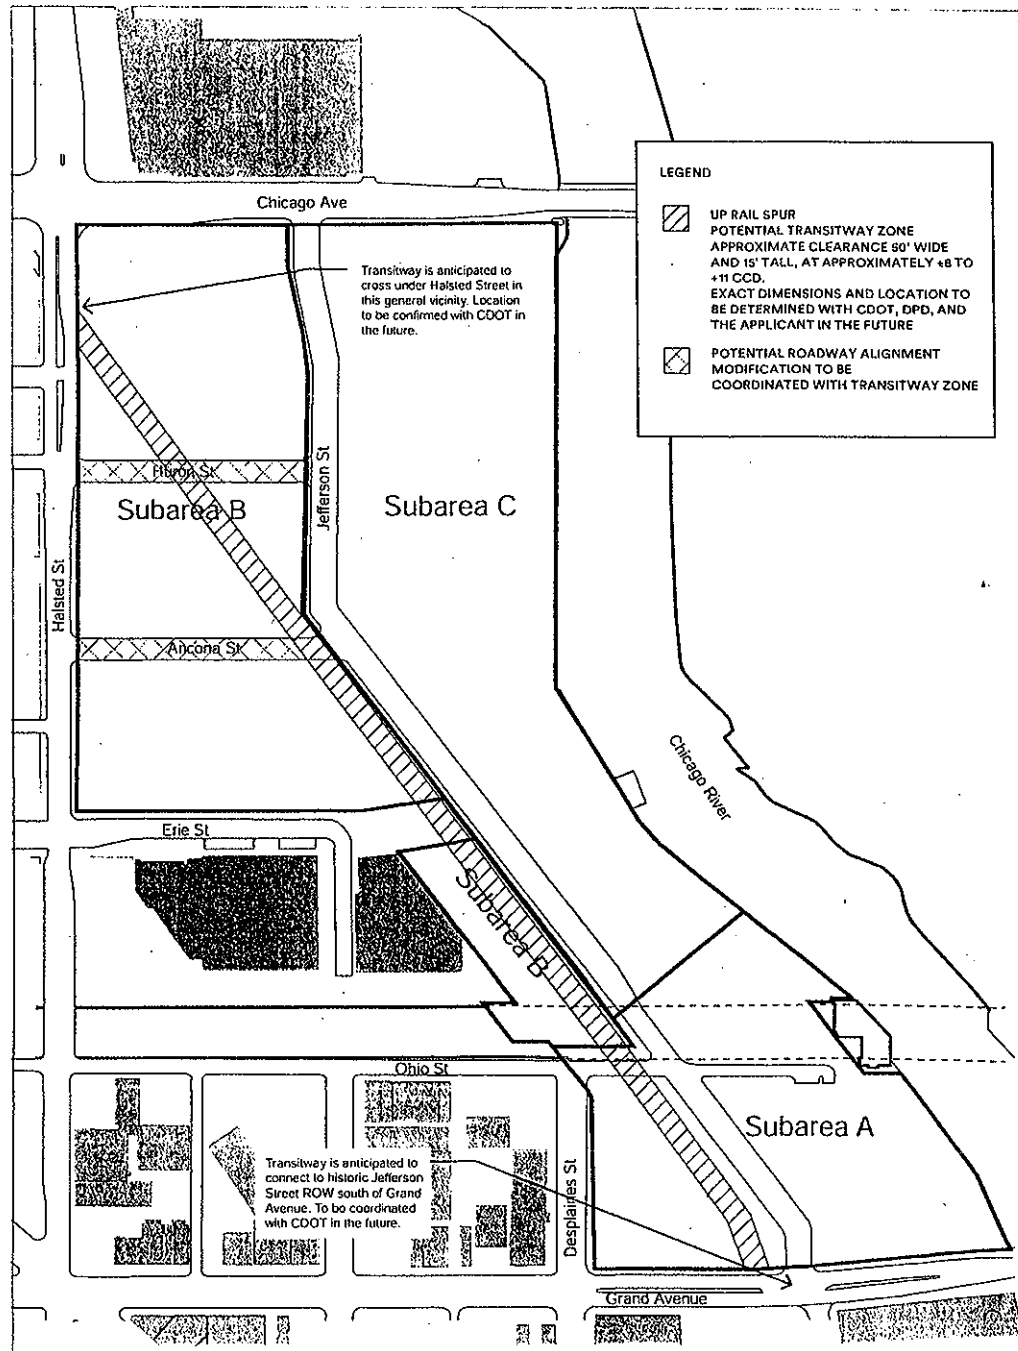 Chicago Ave
LEGEND
UP RAIL SPUR
POTENTIAL TRANSITWAY ZONE
APPROXIMATE CLEARANCE 60' WIDE
AND 15' TALL, AT APPROXIMATELY +8 TO
+11 CCD.
EXACT DIMENSIONS AND LOCATION TO
BE DETERMINED WITH CDOT, DPD, AND
THE APPLICANT IN THE FUTURE
POTENTIAL ROADWAY ALIGNMENT
MODIFICATION TO BE
COORDINATED WITH TRANSITWAY ZONE
Transitway is anticipated to
cross under Halsted Street in
this general vicinity. Location
to be confirmed with CDOT in
the future.
Huron St
Jefferson St
Subarea B
Subarea C
Halsted St
Ancona St
Chicago River
Erie St
Subarea B
Ohio St
Subarea A
Transitway is anticipated to
connect to historic Jefferson
Street ROW south of Grand
Avenue. To be coordinated
with CDOT in the future.
Desplaines St
Grand Avenue